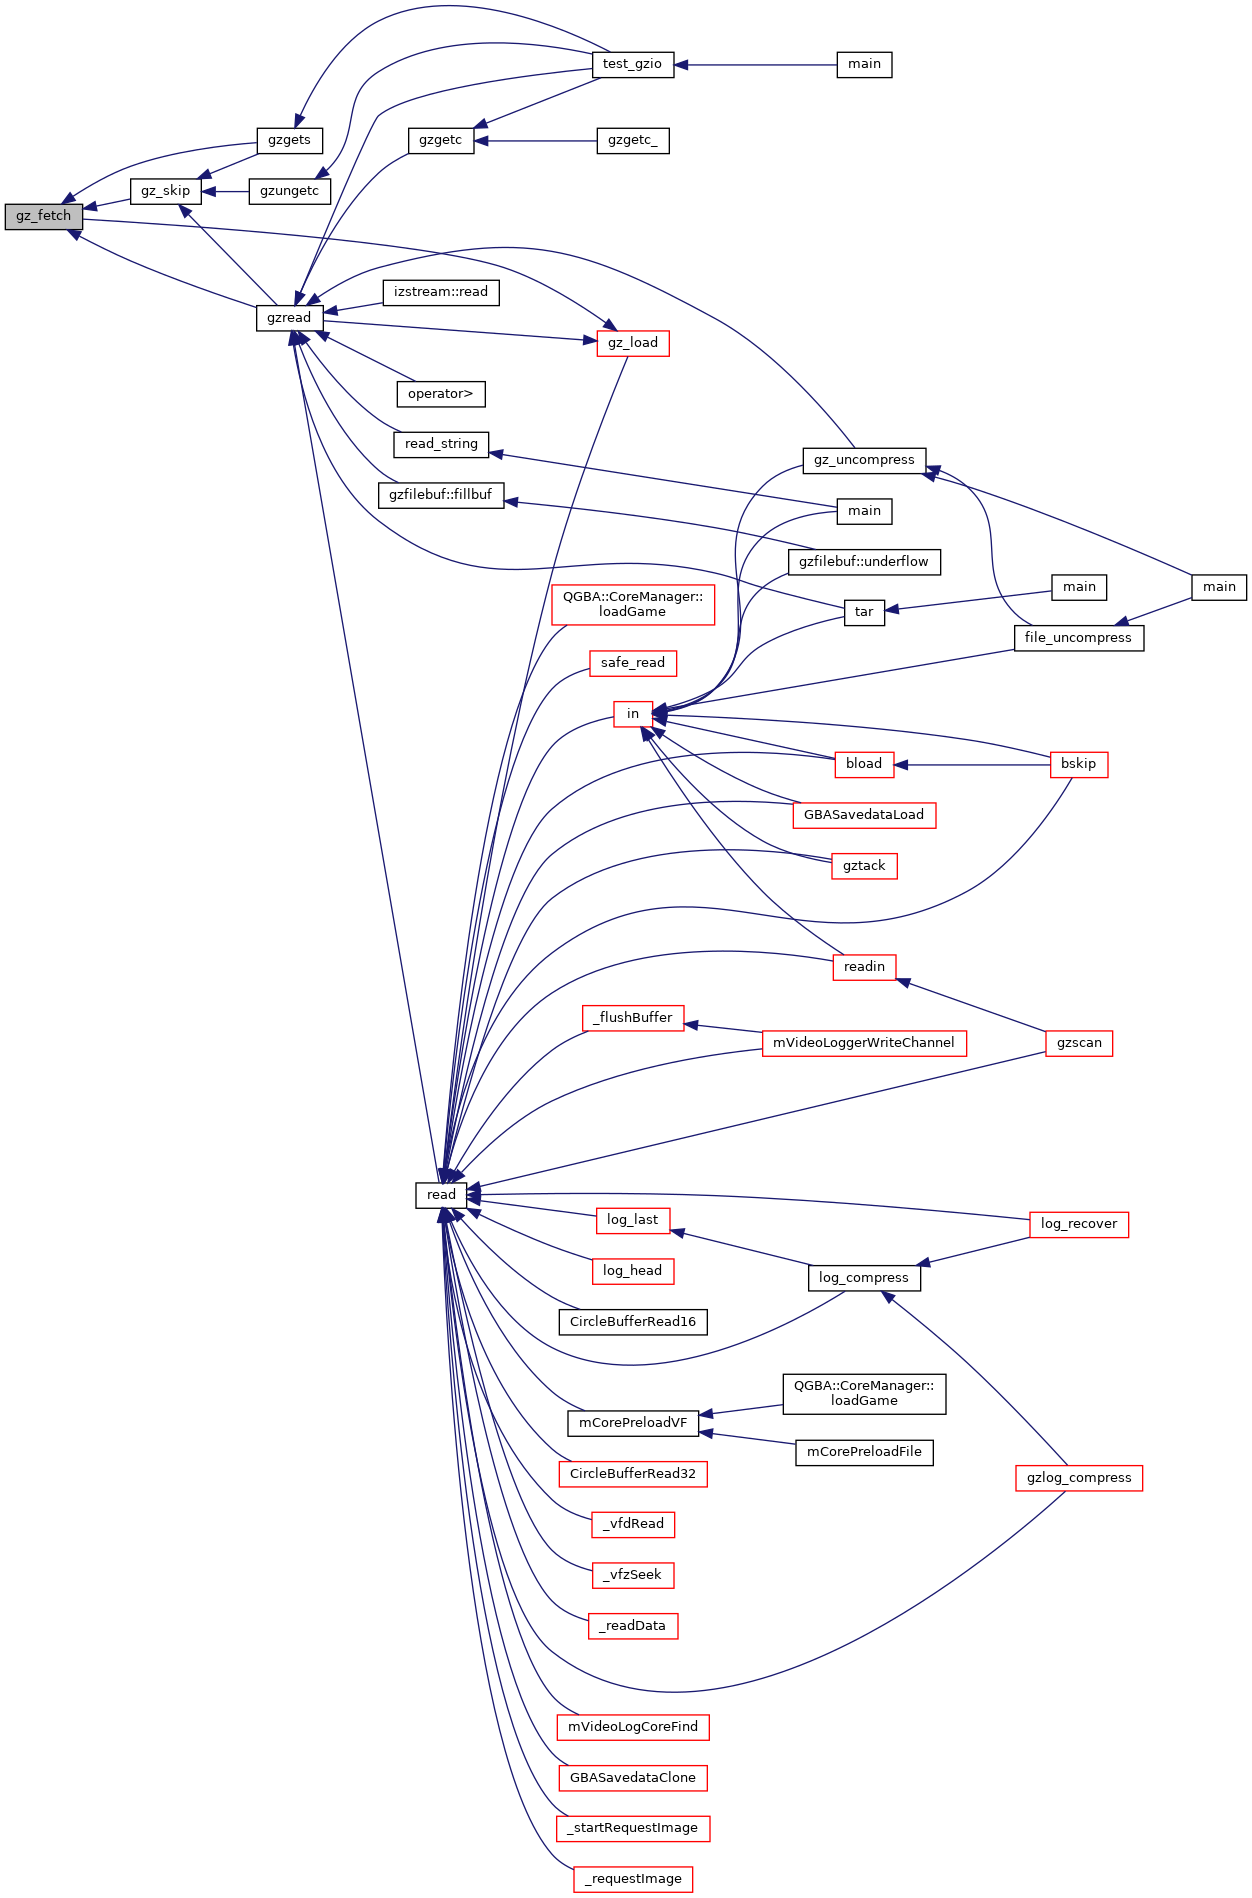 test_gzio
main
gzgets
gzgetc
gzgetc_
gz_skip
gzungetc
gz_fetch
izstream::read
gzread
gz_load
operator>
read_string
gz_uncompress
gzfilebuf::fillbuf
main
gzfilebuf::underflow
main
main
QGBA::CoreManager::
loadGame
tar
file_uncompress
safe_read
in
bload
bskip
GBASavedataLoad
gztack
readin
_flushBuffer
mVideoLoggerWriteChannel
gzscan
read
log_last
log_recover
log_head
log_compress
CircleBufferRead16
QGBA::CoreManager::
loadGame
mCorePreloadVF
mCorePreloadFile
CircleBufferRead32
gzlog_compress
_vfdRead
_vfzSeek
_readData
mVideoLogCoreFind
GBASavedataClone
_startRequestImage
_requestImage